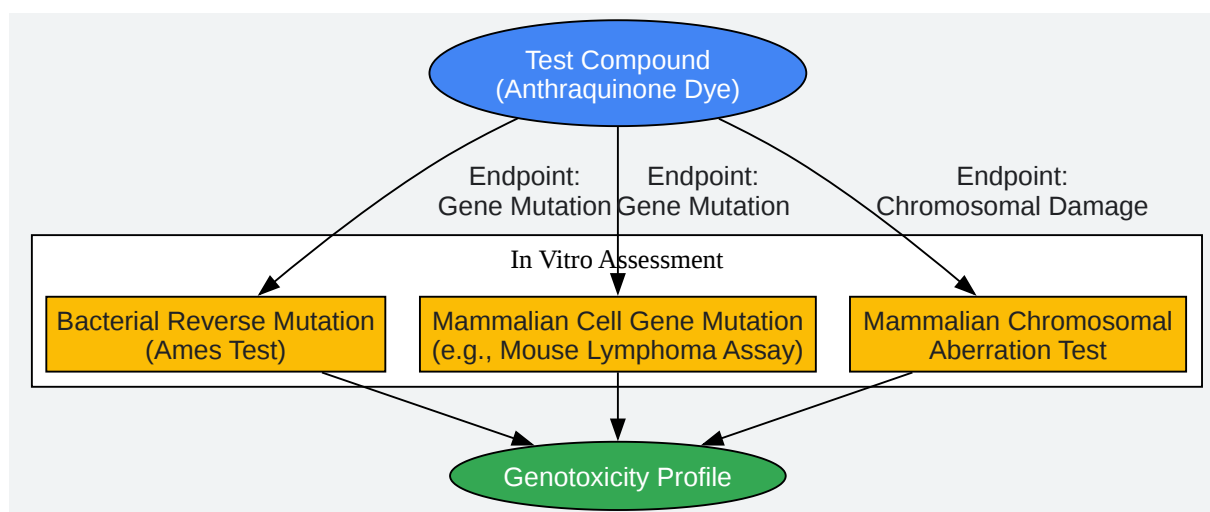 Test Compound
(Anthraquinone Dye)
Endpoint:
Gene Mutation
Endpoint:
Gene Mutation
Endpoint:
Chromosomal Damage
In Vitro Assessment
Bacterial Reverse Mutation
(Ames Test)
Mammalian Cell Gene Mutation
(e.g., Mouse Lymphoma Assay)
Mammalian Chromosomal
Aberration Test
Genotoxicity Profile